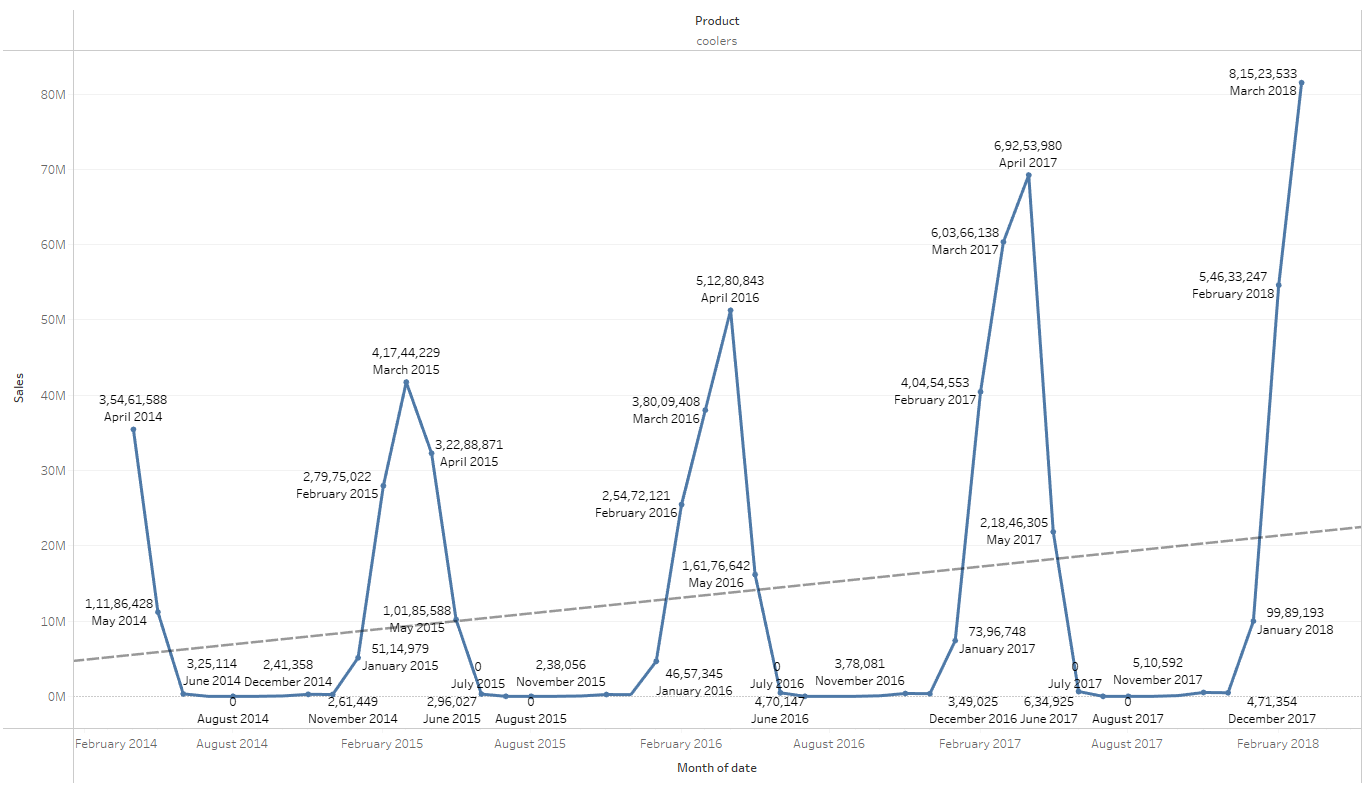 Product
coolers
Sales
80M
70M
60M
50M
40M
30M
20M
10M
0M
3,54,61,588
April 2014
1,11,86,428
May 2014
3,25,114
June 2014
0
August 2014
2,61,449
November 2014
2,41,358
December 2014
51,14,979
January 2015
2,79,75,022
February 2015
4,17,44,229
March 2015
3,22,88,871
April 2015
1,01,85,588
May 2015
2,96,027
June 2015
0
July 2015
0
August 2015
2,38,056
November 2015
46,57,345
January 2016
2,54,72,121
February 2016
3,80,09,408
March 2016
5,12,80,843
April 2016
1,61,76,642
May 2016
4,70,147
June 2016
0
July 2016
3,78,081
November 2016
3,49,025
December 2016
73,96,748
January 2017
4,04,54,553
February 2017
6,03,66,138
March 2017
6,92,53,980
April 2017
2,18,46,305
May 2017
6,34,925
June 2017
0
July 2017
0
August 2017
5,10,592
November 2017
4,71,354
December 2017
99,89,193
January 2018
5,46,33,247
February 2018
8,15,23,533
March 2018
February 2014
August 2014
February 2015
August 2015
February 2016
August 2016
February 2017
August 2017
February 2018
Month of date